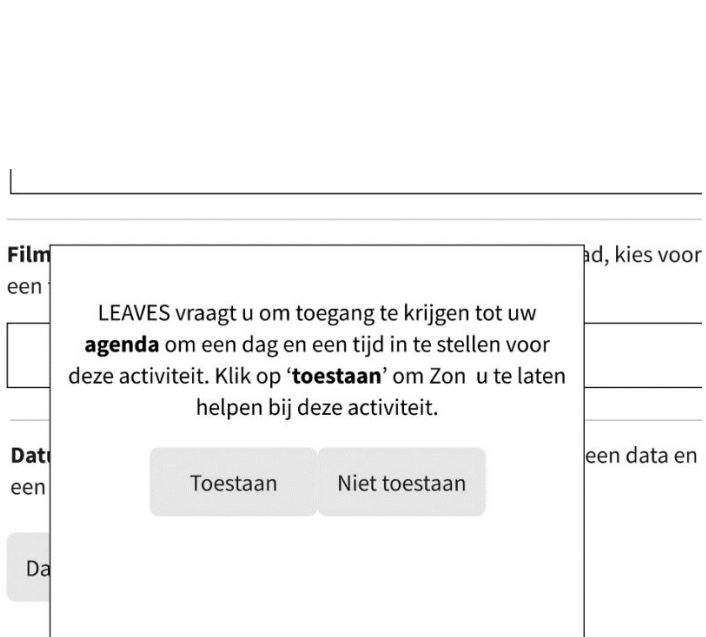 Film
ad, kies voor
een
LEAVES vraagt u om toegang te krijgen tot uw
agenda om een dag en een tijd in te stellen voor
deze activiteit. Klik op ‘toestaan’ om Zon u te laten
helpen bij deze activiteit.
Toestaan Niet toestaan
Datu
een data en
een
Da